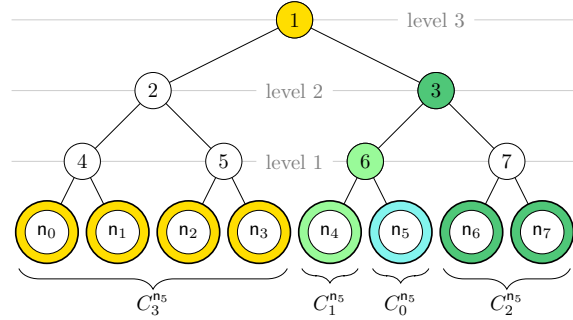 1 level 3
2 level 2 3
4 5 level 1 6 7
n₀ n₁ n₂ n₃ n₄ n₅ n₆ n₇
C₃ⁿ⁵ C₁ⁿ⁵ C₀ⁿ⁵ C₂ⁿ⁵